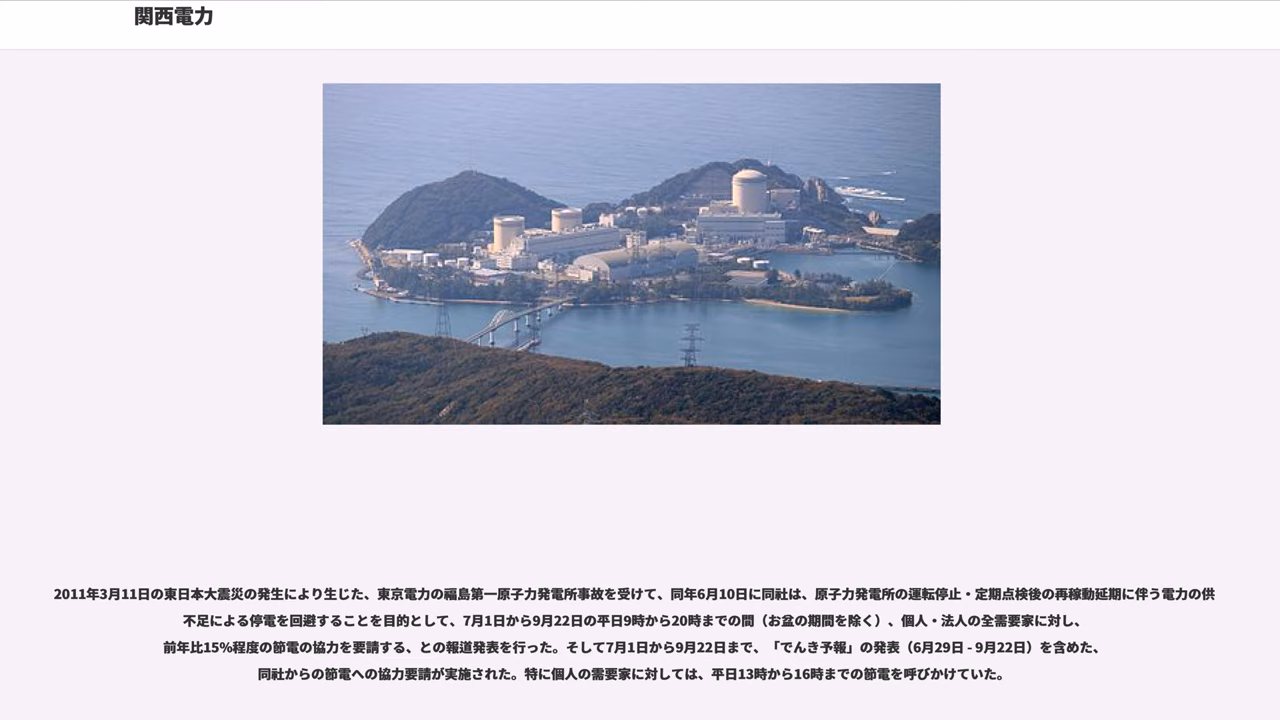 関西電力
2011年3月11日の東日本大震災の発生により生じた、東京電力の福島第一原子力発電所事故を受けて、同年6月10日に同社は、原子力発電所の運転停止・定期点検後の再稼動延期に伴う電力の供
不足による停電を回避することを目的として、7月1日から9月22日の平日9時から20時までの間（お盆の期間を除く）、個人・法人の全需要家に対し、
前年比15%程度の節電の協力を要請する、との報道発表を行った。そして7月1日から9月22日まで、「でんき予報」の発表（6月29日 - 9月22日）を含めた、
同社からの節電への協力要請が実施された。特に個人の需要家に対しては、平日13時から16時までの節電を呼びかけていた。